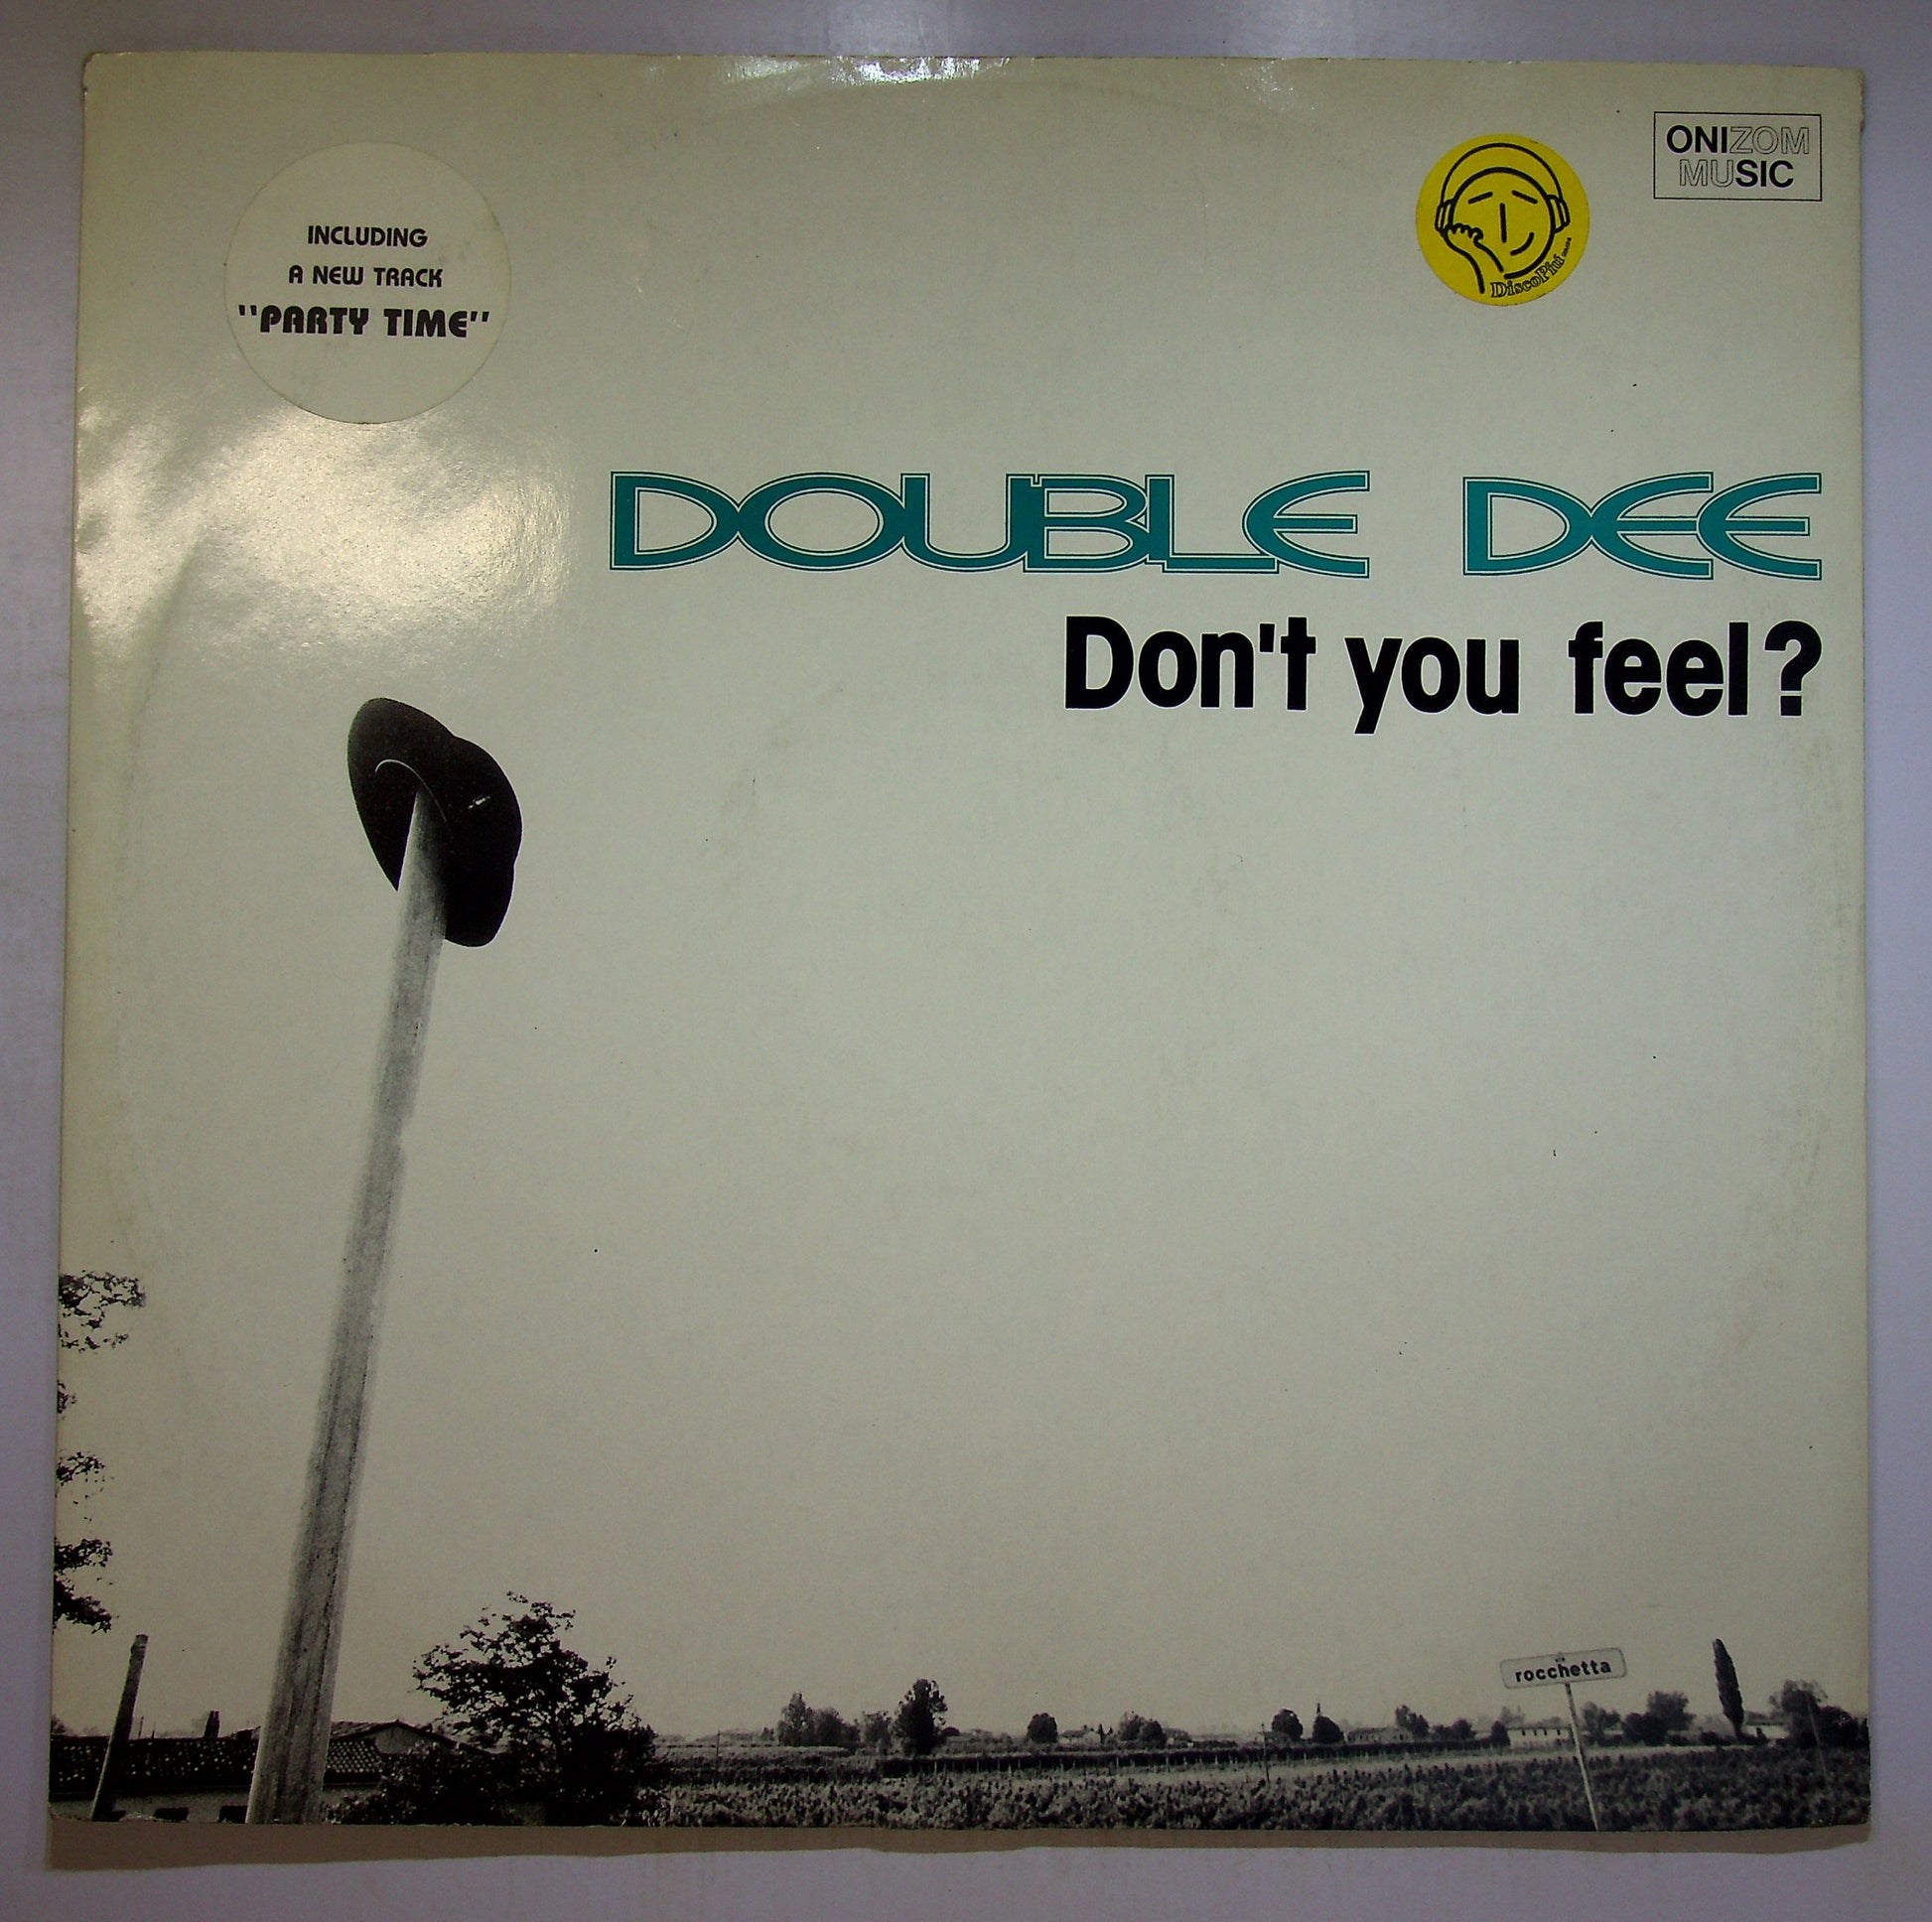 INCLUDING
A NEW TRACK
"PARTY TIME"
ONIZOM
MUSIC
DiscoPiù
DOUBLE DEE
Don't you feel?
rocchetta